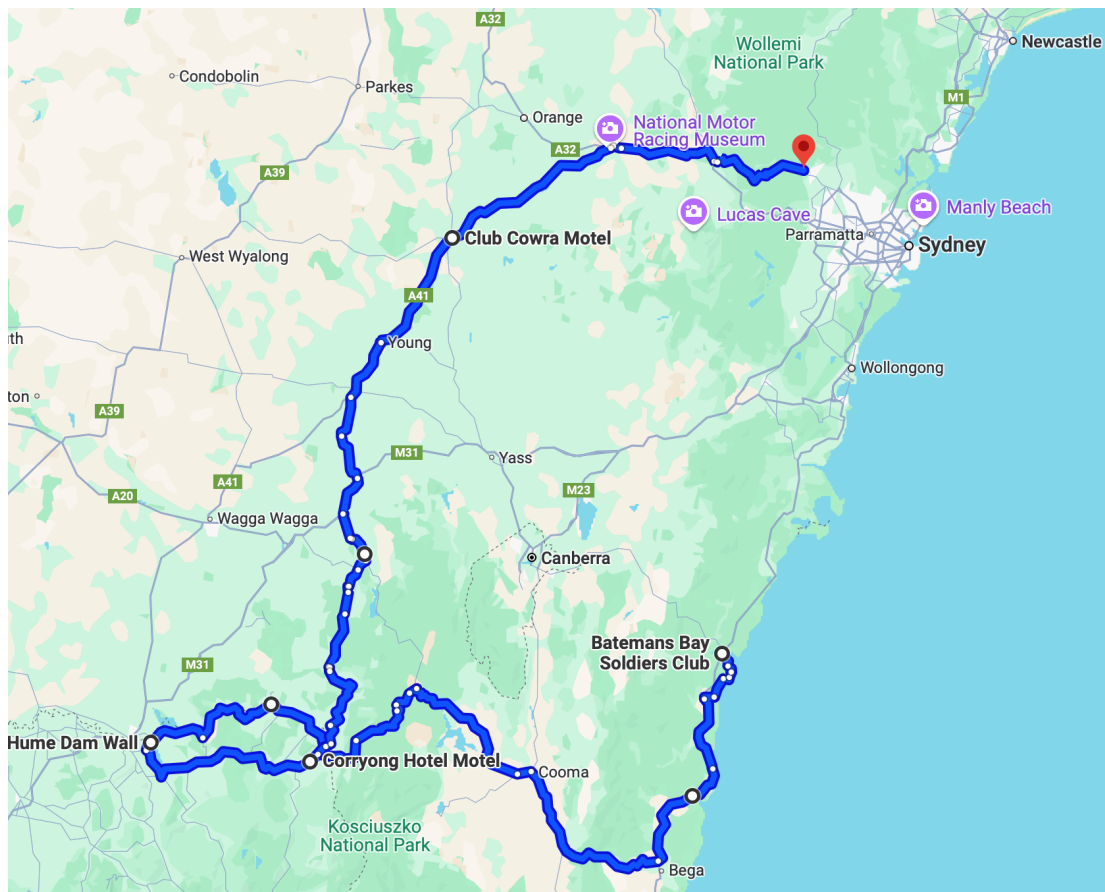 A32
Wollemi
National Park
Newcastle
Condobolin
Parkes
M1
Orange
National Motor
Racing Museum
A32
A39
Lucas Cave
Manly Beach
Parramatta
Sydney
Club Cowra Motel
West Wyalong
A41
th
Young
Wollongong
ton
A39
M31
Yass
A41
A20
M23
Wagga Wagga
Canberra
Batemans Bay
Soldiers Club
M31
Hume Dam Wall
Corryong Hotel Motel
Cooma
Kosciuszko
National Park
Bega